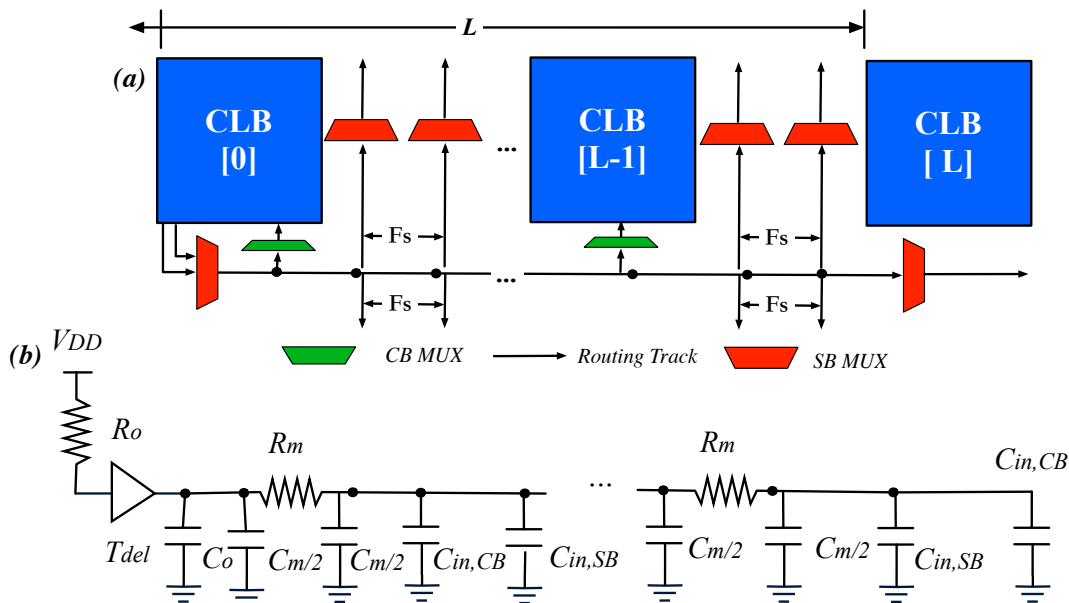 L
(a)
CLB
[0]
...
CLB
[L-1]
CLB
[ L]
Fs
Fs
...
Fs
Fs
CB MUX
Routing Track
SB MUX
(b)
VDD
Ro
Rm
...
Rm
Cin,CB
Tdel
Co
Cm/2
Cm/2
Cin,CB
Cin,SB
Cm/2
Cm/2
Cin,SB